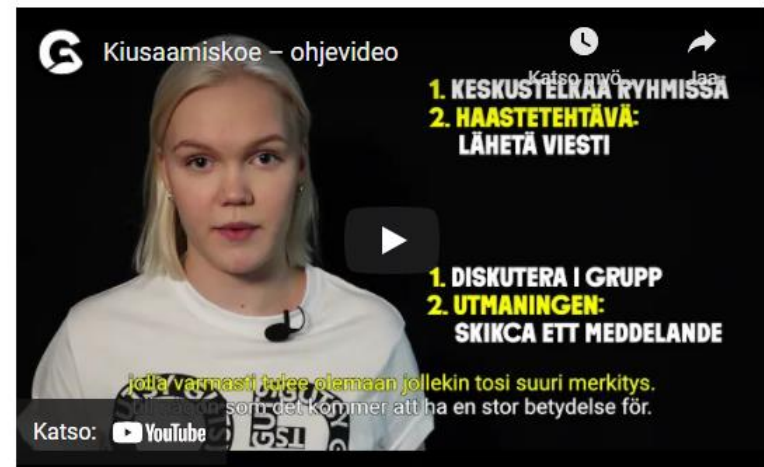 Kiusaamiskoe – ohjevideo
Katso myö...
Jaa
1. KESKUSTELKAA RYHMISSÄ
2. HAASTETEHTÄVÄ:
LÄHETÄ VIESTI
1. DISKUTERA I GRUPP
2. UTMANINGEN:
SKIKCA ETT MEDDELANDE
jolla varmasti tulee olemaan jollekin tosi suuri merkitys.
som det kommer att ha en stor betydelse för.
Katso: YouTube